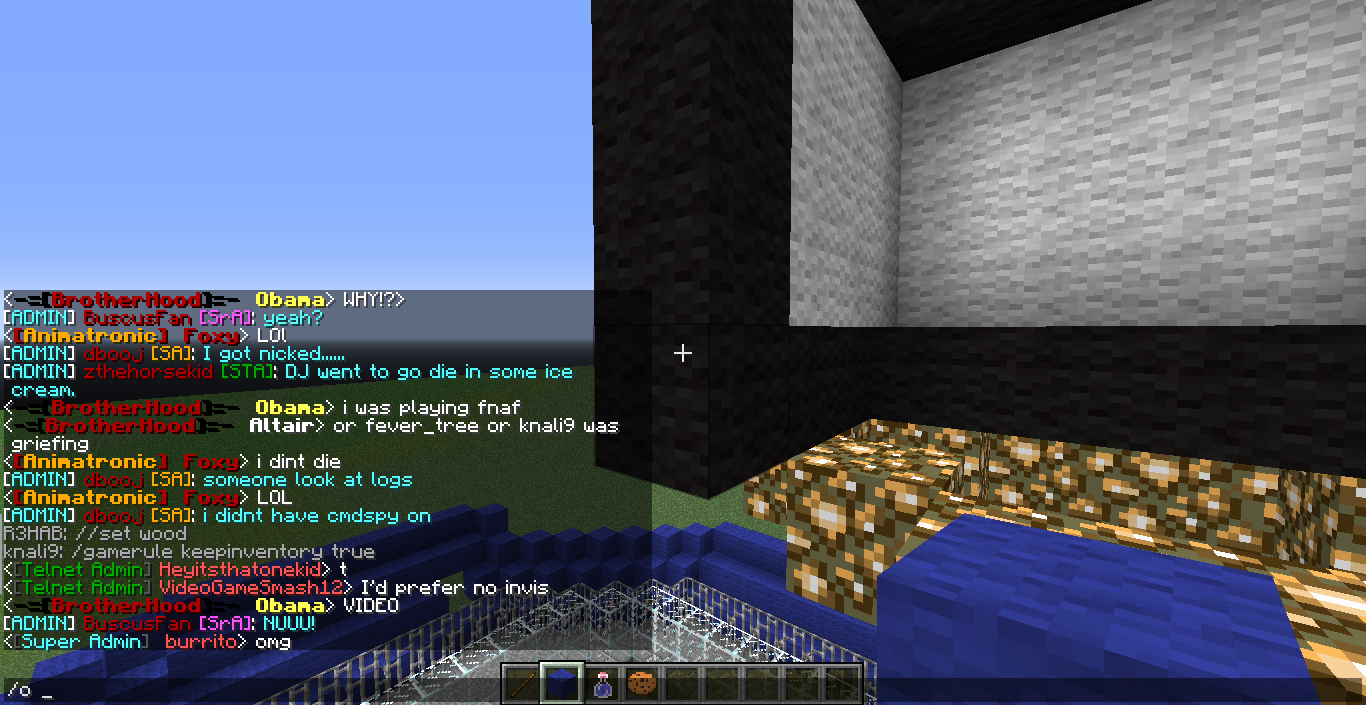 <-=[BrotherHood]=- Obama> WHY!?>
[ADMIN] BuscusFan [SrA]: yeah?
<[Animatronic] Foxy> LOl
[ADMIN] dbooj [SA]: I got nicked......
[ADMIN] zthehorsekid [STA]: DJ went to go die in some ice
cream.
<-=[BrotherHood]=- Obama> i was playing fnaf
<-=[BrotherHood]=- Altair> or fever_tree or knali9 was
griefing
<[Animatronic] Foxy> i dint die
[ADMIN] dbooj [SA]: someone look at logs
<[Animatronic] Foxy> LOL
[ADMIN] dbooj [SA]: i didnt have cmdspy on
R3HAB: //set wood
knali9: /gamerule keepinventory true
<[Telnet Admin] Heyitsthatonekid> t
<[Telnet Admin] VideoGameSmash12> I'd prefer no invis
<-=[BrotherHood]=- Obama> VIDEO
[ADMIN] BuscusFan [SrA]: NUUU!
<[Super Admin] burrito> omg
/o _